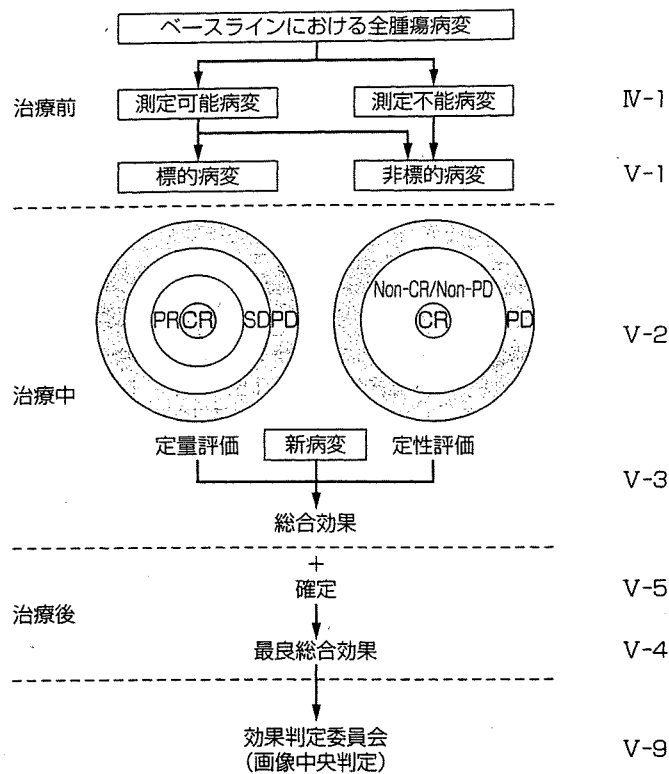 ベースラインにおける全腫瘍病変
治療前
測定可能病変
測定不能病変
Ⅳ-1
標的病変
非標的病変
Ⅴ-1
Non-CR/Non-PD
PR CR SD PD
CR
PD
Ⅴ-2
治療中
定量評価
新病変
定性評価
Ⅴ-3
総合効果
+
確定
Ⅴ-5
治療後
最良総合効果
Ⅴ-4
効果判定委員会
(画像中央判定)
Ⅴ-9